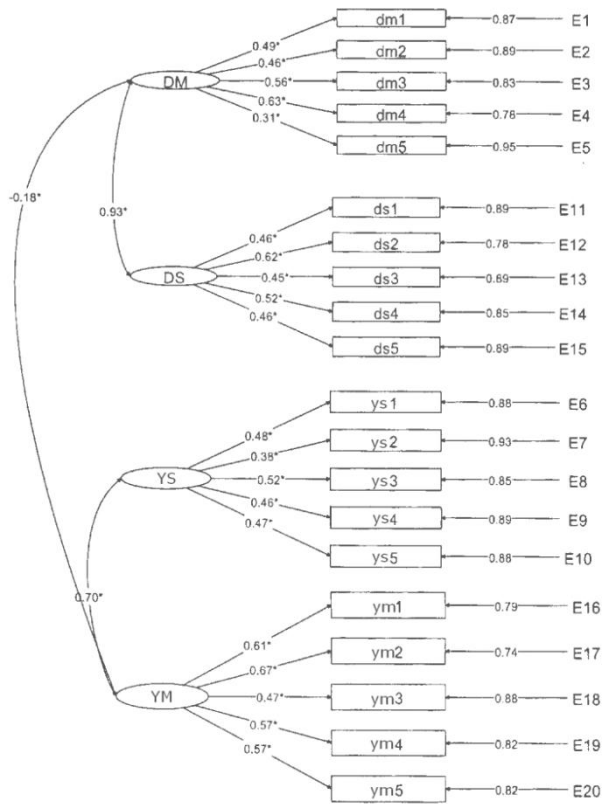 0.49* dm1 0.87 E1
0.46* dm2 0.89 E2
DM 0.56* dm3 0.83 E3
0.63* dm4 0.76 E4
0.31* dm5 0.95 E5
-0.18*
0.93*
0.46* ds1 0.89 E11
0.62* ds2 0.78 E12
DS 0.45* ds3 0.89 E13
0.52* ds4 0.85 E14
0.46* ds5 0.89 E15
0.48* ys1 0.88 E6
0.38* ys2 0.93 E7
YS 0.52* ys3 0.85 E8
0.46* ys4 0.89 E9
0.47* ys5 0.88 E10
0.70*
0.61* ym1 0.79 E16
0.67* ym2 0.74 E17
YM 0.47* ym3 0.88 E18
0.57* ym4 0.82 E19
0.57* ym5 0.82 E20